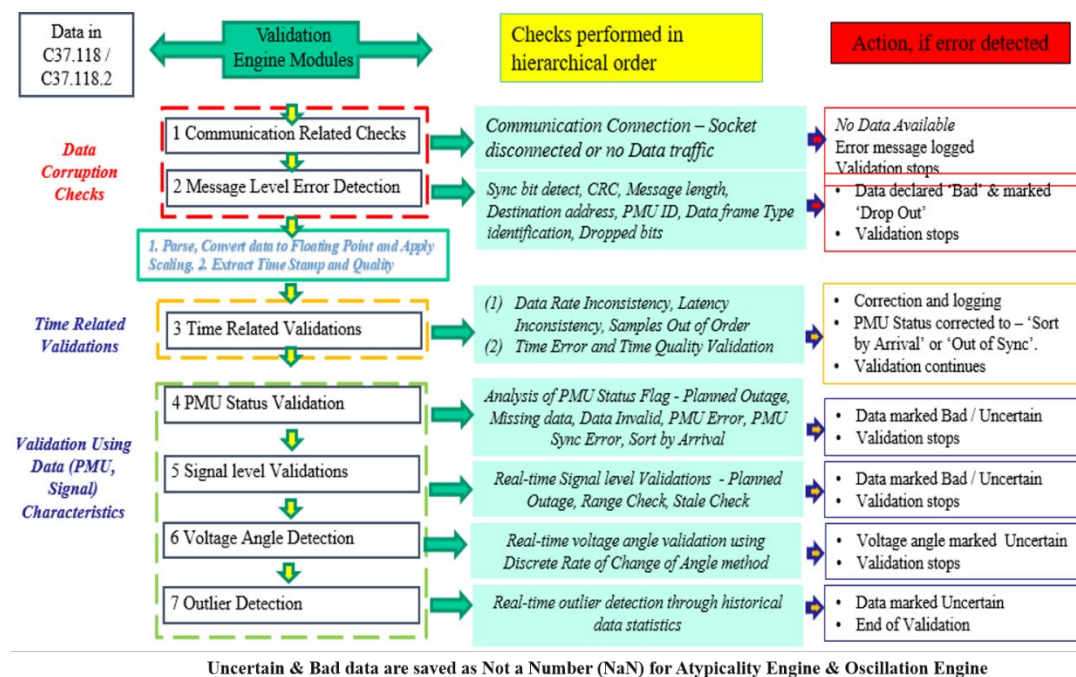 Data in
C37.118 /
C37.118.2
Validation
Engine Modules
Checks performed in
hierarchical order
Action, if error detected
Data
Corruption
Checks
1 Communication Related Checks
Communication Connection – Socket
disconnected or no Data traffic
No Data Available
Error message logged
Validation stops
2 Message Level Error Detection
Sync bit detect, CRC, Message length,
Destination address, PMU ID, Data frame Type
identification, Dropped bits
• Data declared ‘Bad’ & marked
‘Drop Out’
• Validation stops
1. Parse, Convert data to Floating Point and Apply
Scaling. 2. Extract Time Stamp and Quality
Time Related
Validations
3 Time Related Validations
(1) Data Rate Inconsistency, Latency
Inconsistency, Samples Out of Order
(2) Time Error and Time Quality Validation
• Correction and logging
• PMU Status corrected to – ‘Sort
by Arrival’ or ‘Out of Sync’.
• Validation continues
Validation Using
Data (PMU,
Signal)
Characteristics
4 PMU Status Validation
Analysis of PMU Status Flag - Planned Outage,
Missing data, Data Invalid, PMU Error, PMU
Sync Error, Sort by Arrival
• Data marked Bad / Uncertain
• Validation stops
5 Signal level Validations
Real-time Signal level Validations - Planned
Outage, Range Check, Stale Check
• Data marked Bad / Uncertain
• Validation stops
6 Voltage Angle Detection
Real-time voltage angle validation using
Discrete Rate of Change of Angle method
• Voltage angle marked Uncertain
• Validation stops
7 Outlier Detection
Real-time outlier detection through historical
data statistics
• Data marked Uncertain
• End of Validation
Uncertain & Bad data are saved as Not a Number (NaN) for Atypicality Engine & Oscillation Engine